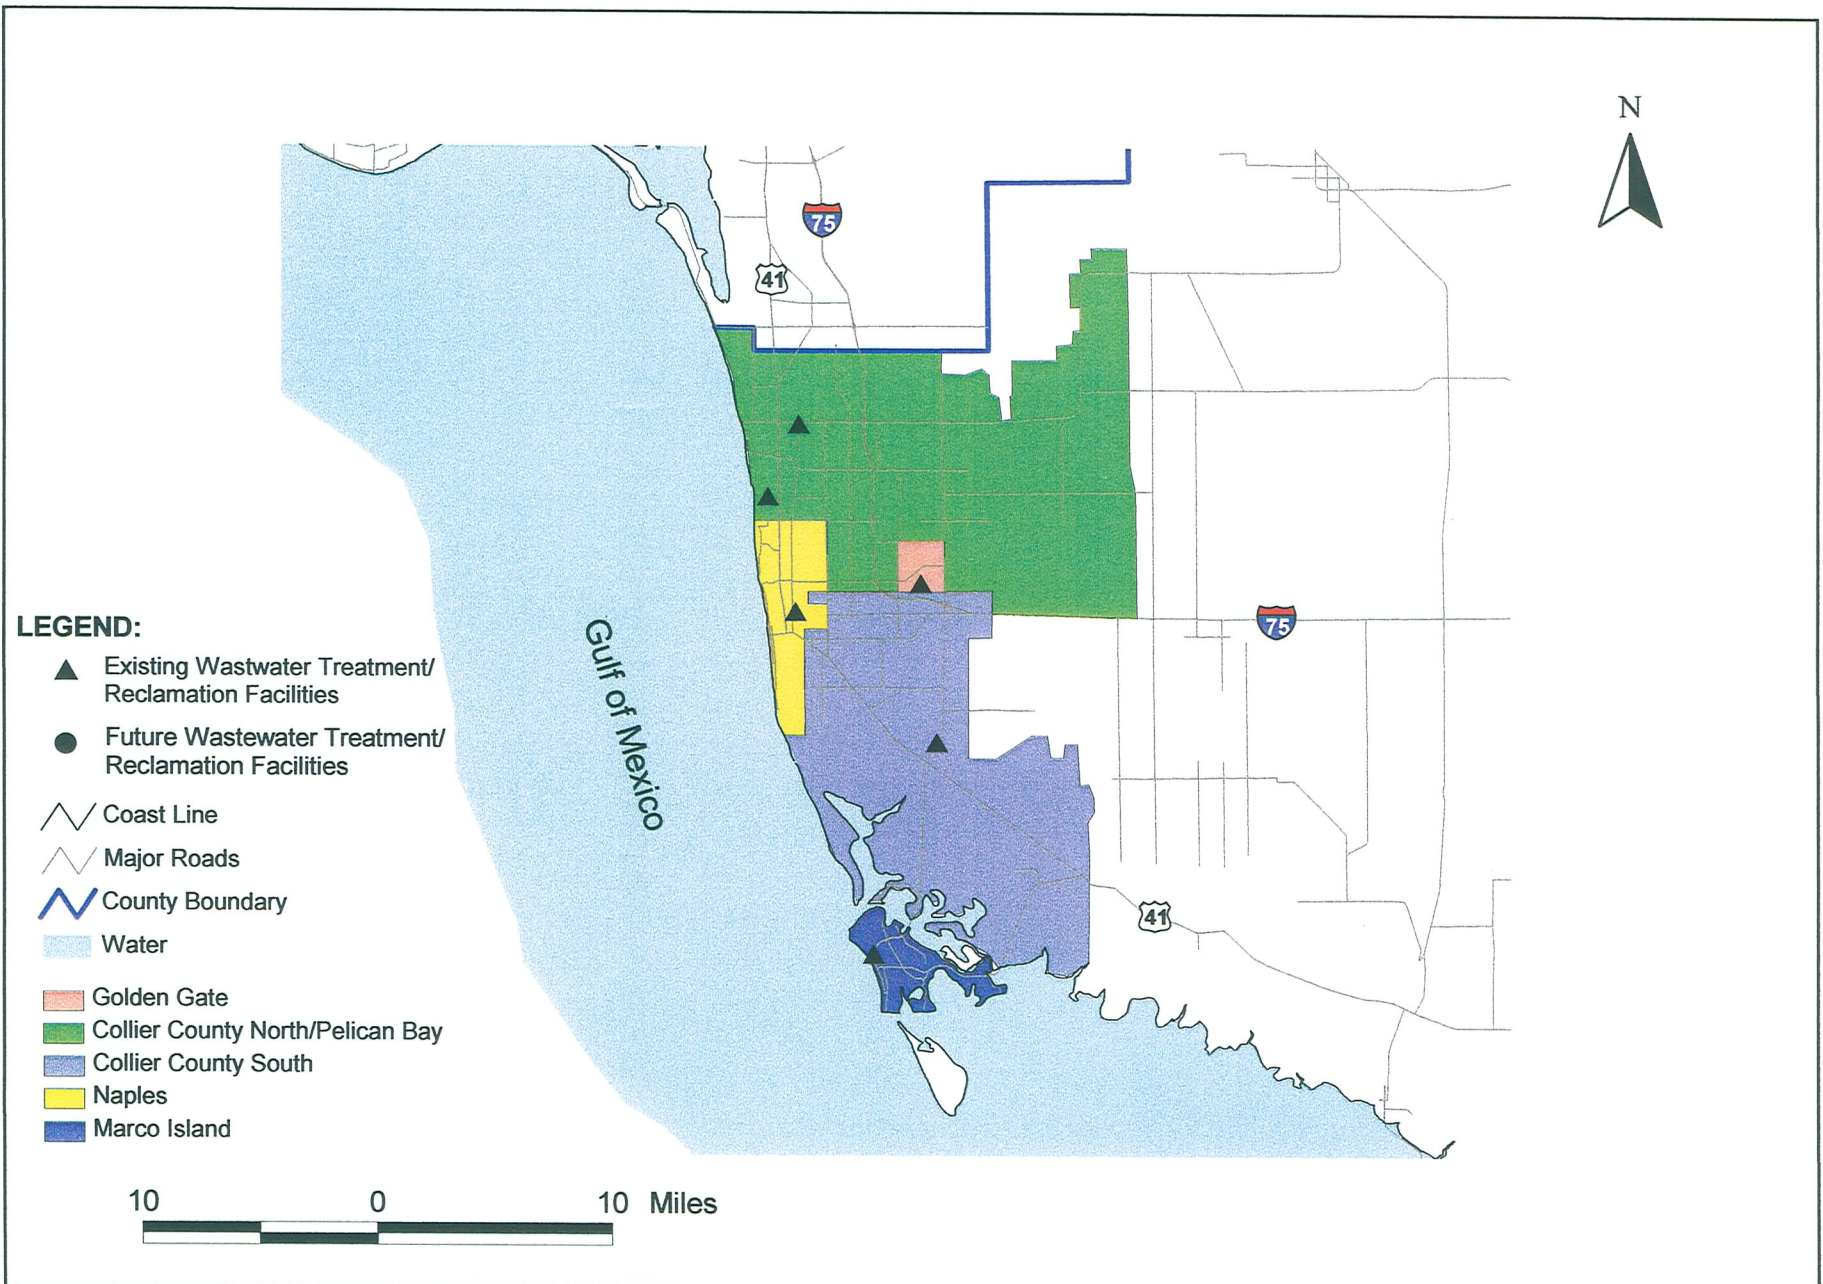 N
75
41
LEGEND:
Existing Wastwater Treatment/
Reclamation Facilities
Future Wastewater Treatment/
Reclamation Facilities
Coast Line
Major Roads
County Boundary
Water
Golden Gate
Collier County North/Pelican Bay
Collier County South
Naples
Marco Island
Gulf of Mexico
75
41
10 0 10 Miles